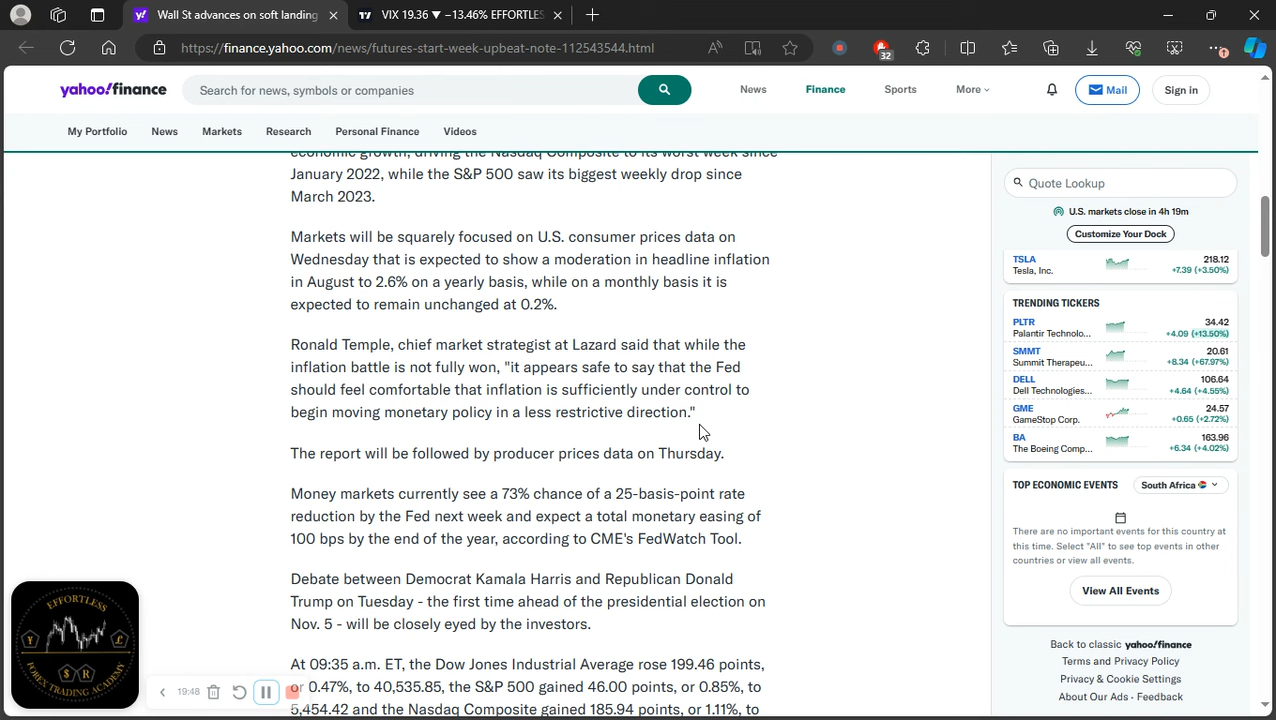 Wall St advances on soft landing
VIX 19.36 ▼ −13.46% EFFORTLES
https://finance.yahoo.com/news/futures-start-week-upbeat-note-112543544.html
32
yahoo!finance
Search for news, symbols or companies
News
Finance
Sports
More
Mail
Sign in
My Portfolio
News
Markets
Research
Personal Finance
Videos
economic growth, driving the Nasdaq Composite to its worst week since
January 2022, while the S&P 500 saw its biggest weekly drop since
March 2023.
Markets will be squarely focused on U.S. consumer prices data on
Wednesday that is expected to show a moderation in headline inflation
in August to 2.6% on a yearly basis, while on a monthly basis it is
expected to remain unchanged at 0.2%.
Ronald Temple, chief market strategist at Lazard said that while the
inflation battle is not fully won, "it appears safe to say that the Fed
should feel comfortable that inflation is sufficiently under control to
begin moving monetary policy in a less restrictive direction."
The report will be followed by producer prices data on Thursday.
Money markets currently see a 73% chance of a 25-basis-point rate
reduction by the Fed next week and expect a total monetary easing of
100 bps by the end of the year, according to CME's FedWatch Tool.
Debate between Democrat Kamala Harris and Republican Donald
Trump on Tuesday - the first time ahead of the presidential election on
Nov. 5 - will be closely eyed by the investors.
At 09:35 a.m. ET, the Dow Jones Industrial Average rose 199.46 points,
or 0.47%, to 40,535.85, the S&P 500 gained 46.00 points, or 0.85%, to
5,454.42 and the Nasdaq Composite gained 185.94 points, or 1.11%, to
Quote Lookup
U.S. markets close in 4h 19m
Customize Your Dock
TSLA 218.12
Tesla, Inc. +7.39 (+3.50%)
TRENDING TICKERS
PLTR 34.42
Palantir Technolo... +4.09 (+13.50%)
SMMT 20.61
Summit Therapeu... +8.34 (+67.97%)
DELL 106.64
Dell Technologies... +4.64 (+4.55%)
GME 24.57
GameStop Corp. +0.65 (+2.72%)
BA 163.96
The Boeing Comp... +6.34 (+4.02%)
TOP ECONOMIC EVENTS
South Africa
There are no important events for this country at
this time. Select "All" to see top events in other
countries or view all events.
View All Events
Back to classic yahoo!finance
Terms and Privacy Policy
Privacy & Cookie Settings
About Our Ads · Feedback
EFFORTLESS
¥ £
$ R
FOREX TRADING ACADEMY
19:48